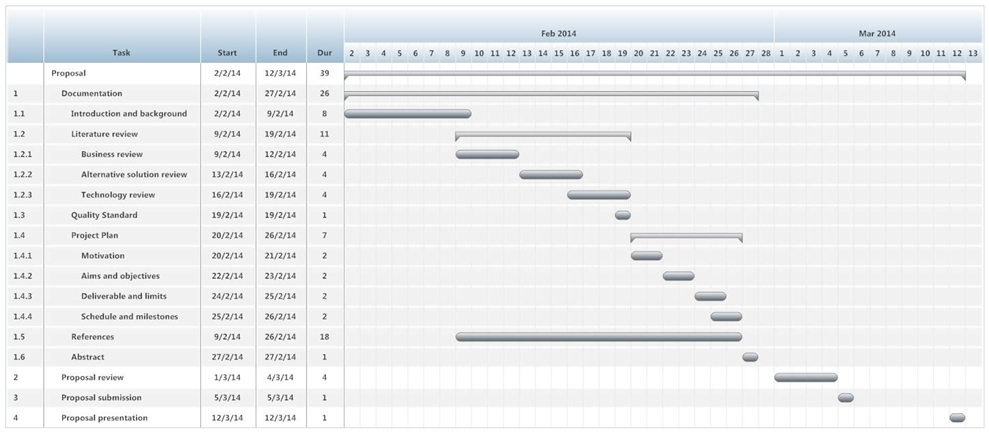 Feb 2014 Mar 2014
Task Start End Dur 2 3 4 5 6 7 8 9 10 11 12 13 14 15 16 17 18 19 20 21 22 23 24 25 26 27 28 1 2 3 4 5 6 7 8 9 10 11 12 13
Proposal 2/2/14 12/3/14 39
1 Documentation 2/2/14 27/2/14 26
1.1 Introduction and background 2/2/14 9/2/14 8
1.2 Literature review 9/2/14 19/2/14 11
1.2.1 Business review 9/2/14 12/2/14 4
1.2.2 Alternative solution review 13/2/14 16/2/14 4
1.2.3 Technology review 16/2/14 19/2/14 4
1.3 Quality Standard 19/2/14 19/2/14 1
1.4 Project Plan 20/2/14 26/2/14 7
1.4.1 Motivation 20/2/14 21/2/14 2
1.4.2 Aims and objectives 22/2/14 23/2/14 2
1.4.3 Deliverable and limits 24/2/14 25/2/14 2
1.4.4 Schedule and milestones 25/2/14 26/2/14 2
1.5 References 9/2/14 26/2/14 18
1.6 Abstract 27/2/14 27/2/14 1
2 Proposal review 1/3/14 4/3/14 4
3 Proposal submission 5/3/14 5/3/14 1
4 Proposal presentation 12/3/14 12/3/14 1